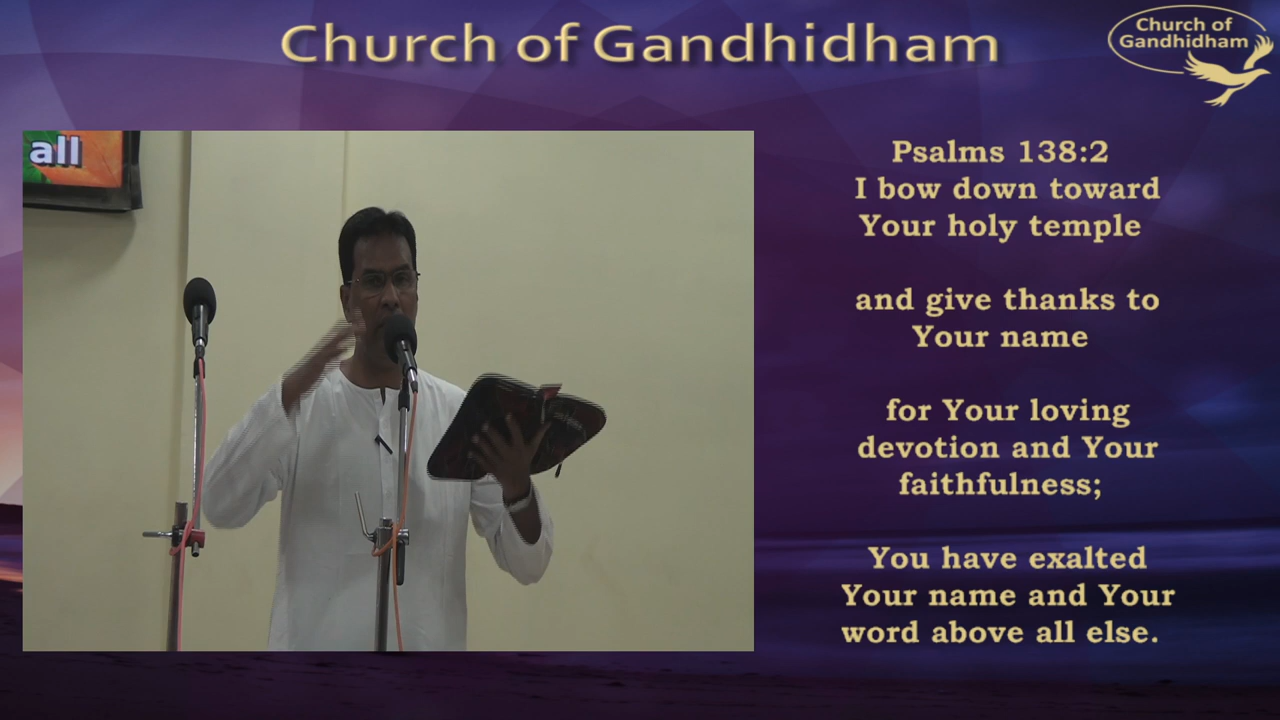 Church of Gandhidham
Church of
Gandhidham
all
Psalms 138:2
I bow down toward
Your holy temple
and give thanks to
Your name
for Your loving
devotion and Your
faithfulness;
You have exalted
Your name and Your
word above all else.